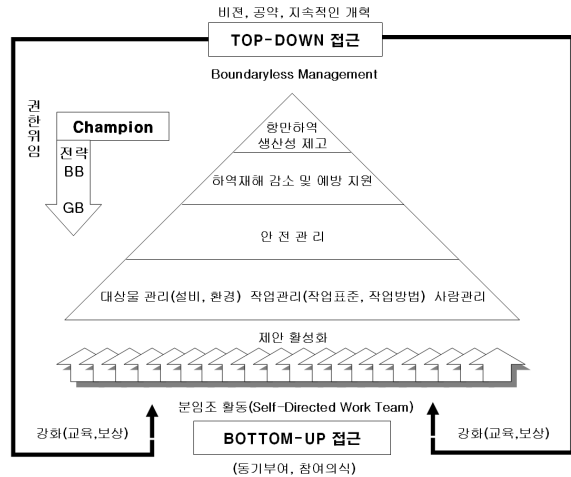 비젼, 공약, 지속적인 개혁
TOP-DOWN 접근
Boundaryless Management
권한위임
Champion
전략
BB
GB
항만하역
생산성 제고
하역재해 감소 및 예방 지원
안 전 관 리
대상물 관리(설비, 환경) 작업관리(작업표준, 작업방법) 사람관리
제안 활성화
분임조 활동(Self-Directed Work Team)
강화(교육,보상)
BOTTOM-UP 접근
강화(교육,보상)
(동기부여, 참여의식)